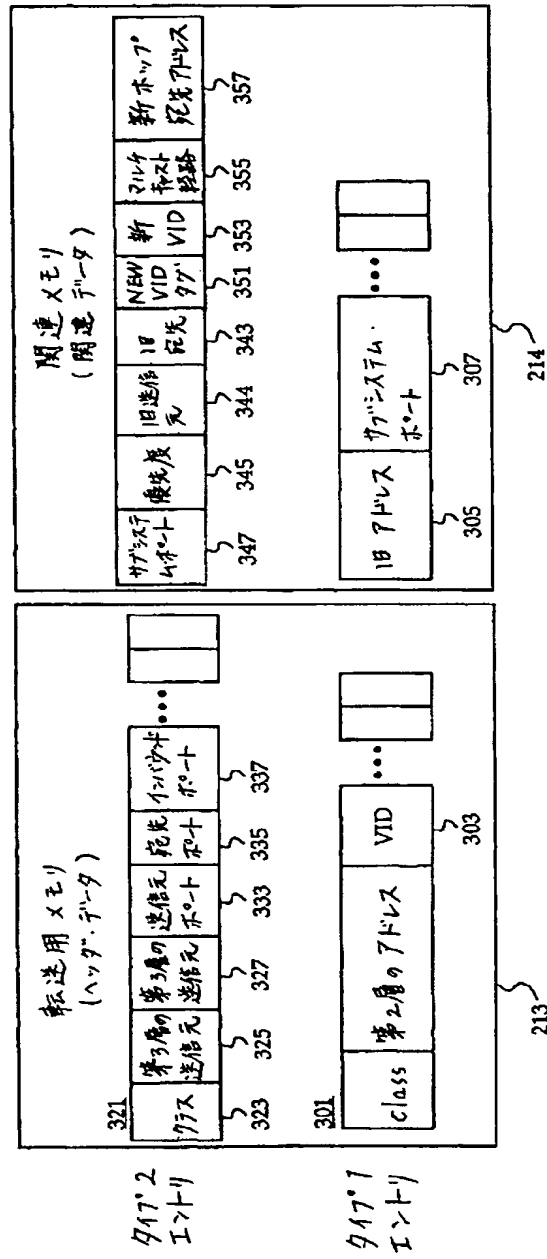 転送用メモリ
(ヘッダ・データ)
関連メモリ
(関連データ)
タイプ2
エントリ
321
クラス
第3層の
送信元
第3層の
送信元
送信元
ポート
宛先
ポート
インバウンド
ポート
•••
323
325
327
333
335
337
サブシステ
ムポート
優先度
旧送信
元
旧
宛先
NEW
VID
タグ
新
VID
マルチ
キャスト
経路
新ホップ
宛先アドレス
347
345
344
343
351
353
355
357
タイプ1
エントリ
301
class
第2層のアドレス
VID
•••
303
旧アドレス
サブシステム・
ポート
•••
305
307
213
214